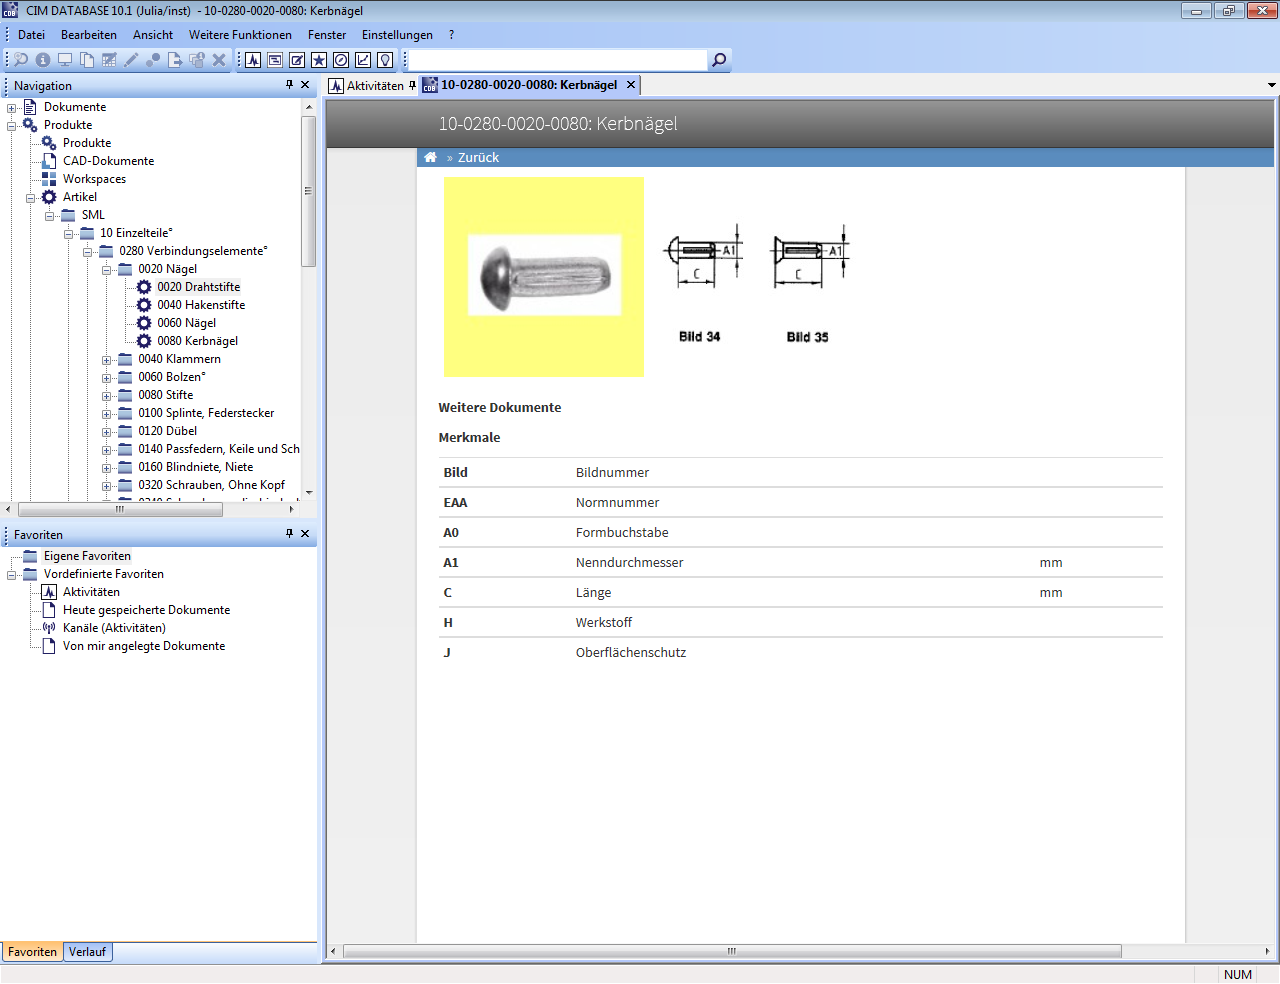 CIM DATABASE 10.1 (Julia/inst) - 10-0280-0020-0080: Kerbnägel
Datei Bearbeiten Ansicht Weitere Funktionen Fenster Einstellungen ?
Navigation
Dokumente
Produkte
Produkte
CAD-Dokumente
Workspaces
Artikel
SML
10 Einzelteile°
0280 Verbindungselemente°
0020 Nägel
0020 Drahtstifte
0040 Hakenstifte
0060 Nägel
0080 Kerbnägel
0040 Klammern
0060 Bolzen°
0080 Stifte
0100 Splinte, Federstecker
0120 Dübel
0140 Passfedern, Keile und Sch
0160 Blindniete, Niete
0320 Schrauben, Ohne Kopf
Favoriten
Eigene Favoriten
Vordefinierte Favoriten
Aktivitäten
Heute gespeicherte Dokumente
Kanäle (Aktivitäten)
Von mir angelegte Dokumente
Favoriten Verlauf
Aktivitäten 10-0280-0020-0080: Kerbnägel
10-0280-0020-0080: Kerbnägel
» Zurück
A1 A1
C C
Bild 34 Bild 35
Weitere Dokumente
Merkmale
Bild Bildnummer
EAA Normnummer
A0 Formbuchstabe
A1 Nenndurchmesser mm
C Länge mm
H Werkstoff
J Oberflächenschutz
NUM